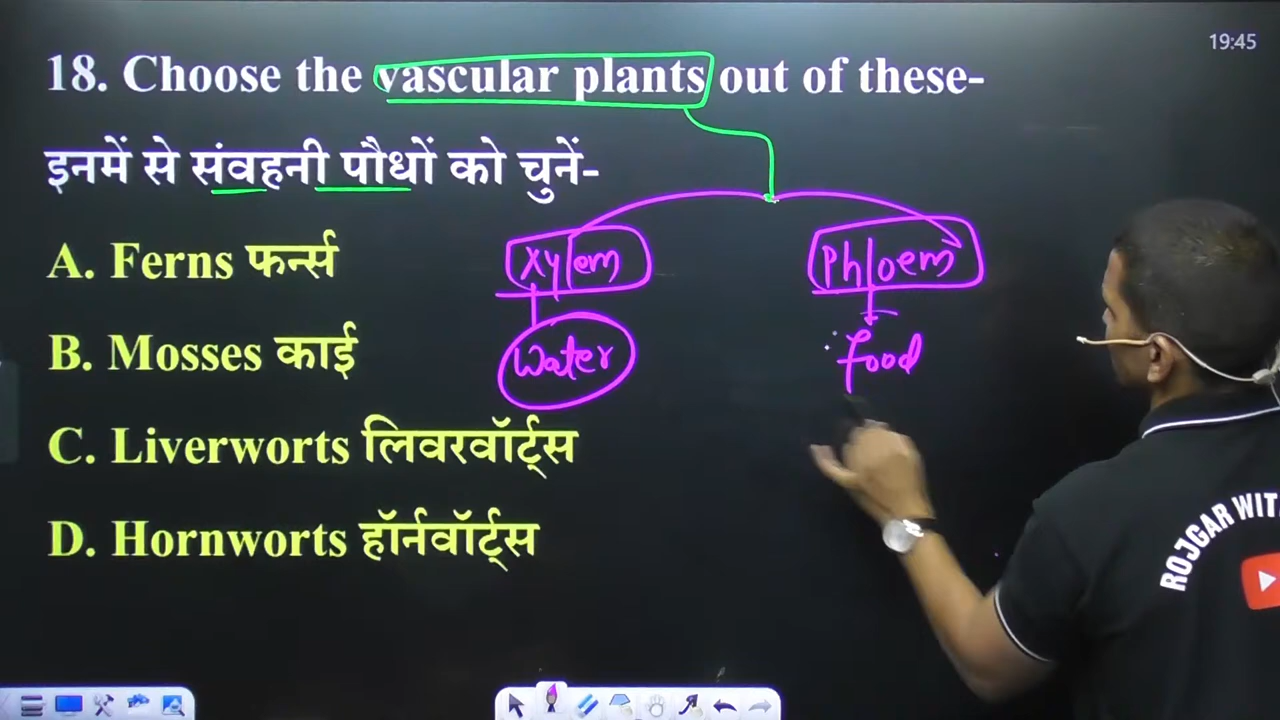 19:45
18. Choose the vascular plants out of these-
इनमें से संवहनी पौधों को चुनें-
A. Ferns फर्न्स
Xylem
Phloem
B. Mosses काई
Water
food
C. Liverworts लिवरवॉर्ट्स
D. Hornworts हॉर्नवॉर्ट्स
ROJGAR WITH